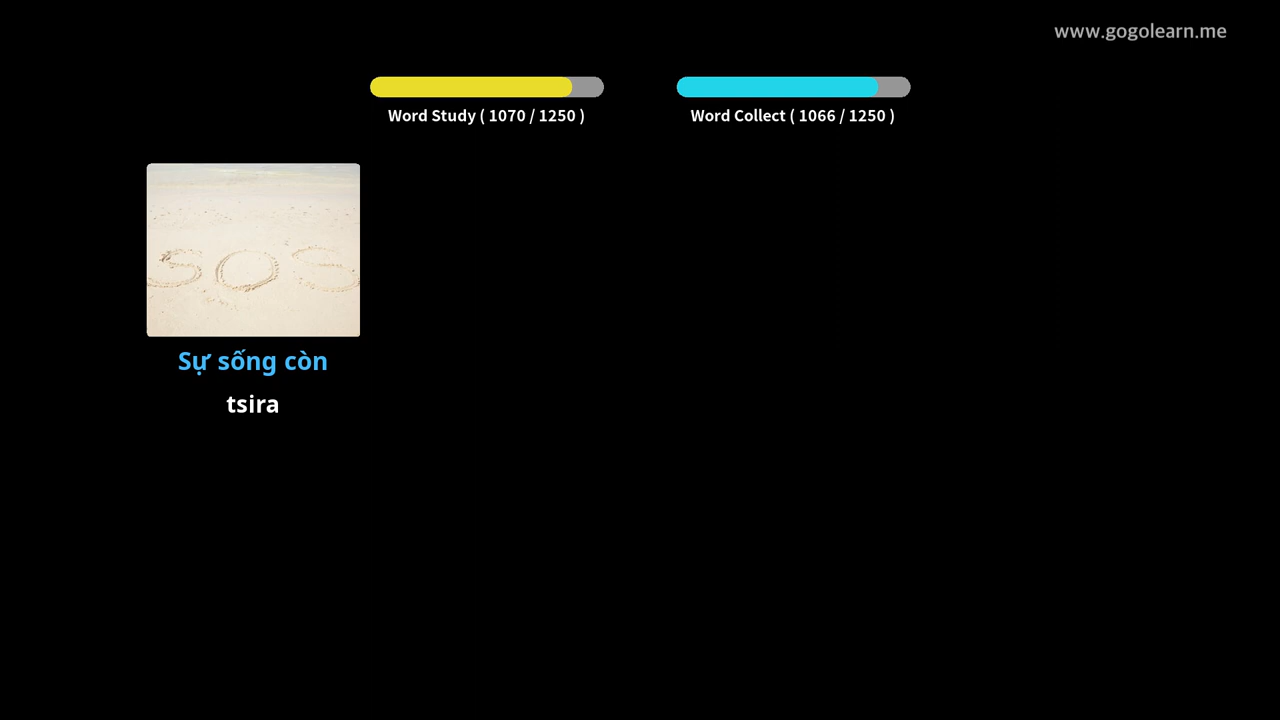 www.gogolearn.me
Word Study ( 1070 / 1250 )
Word Collect ( 1066 / 1250 )
SOS
Sự sống còn
tsira